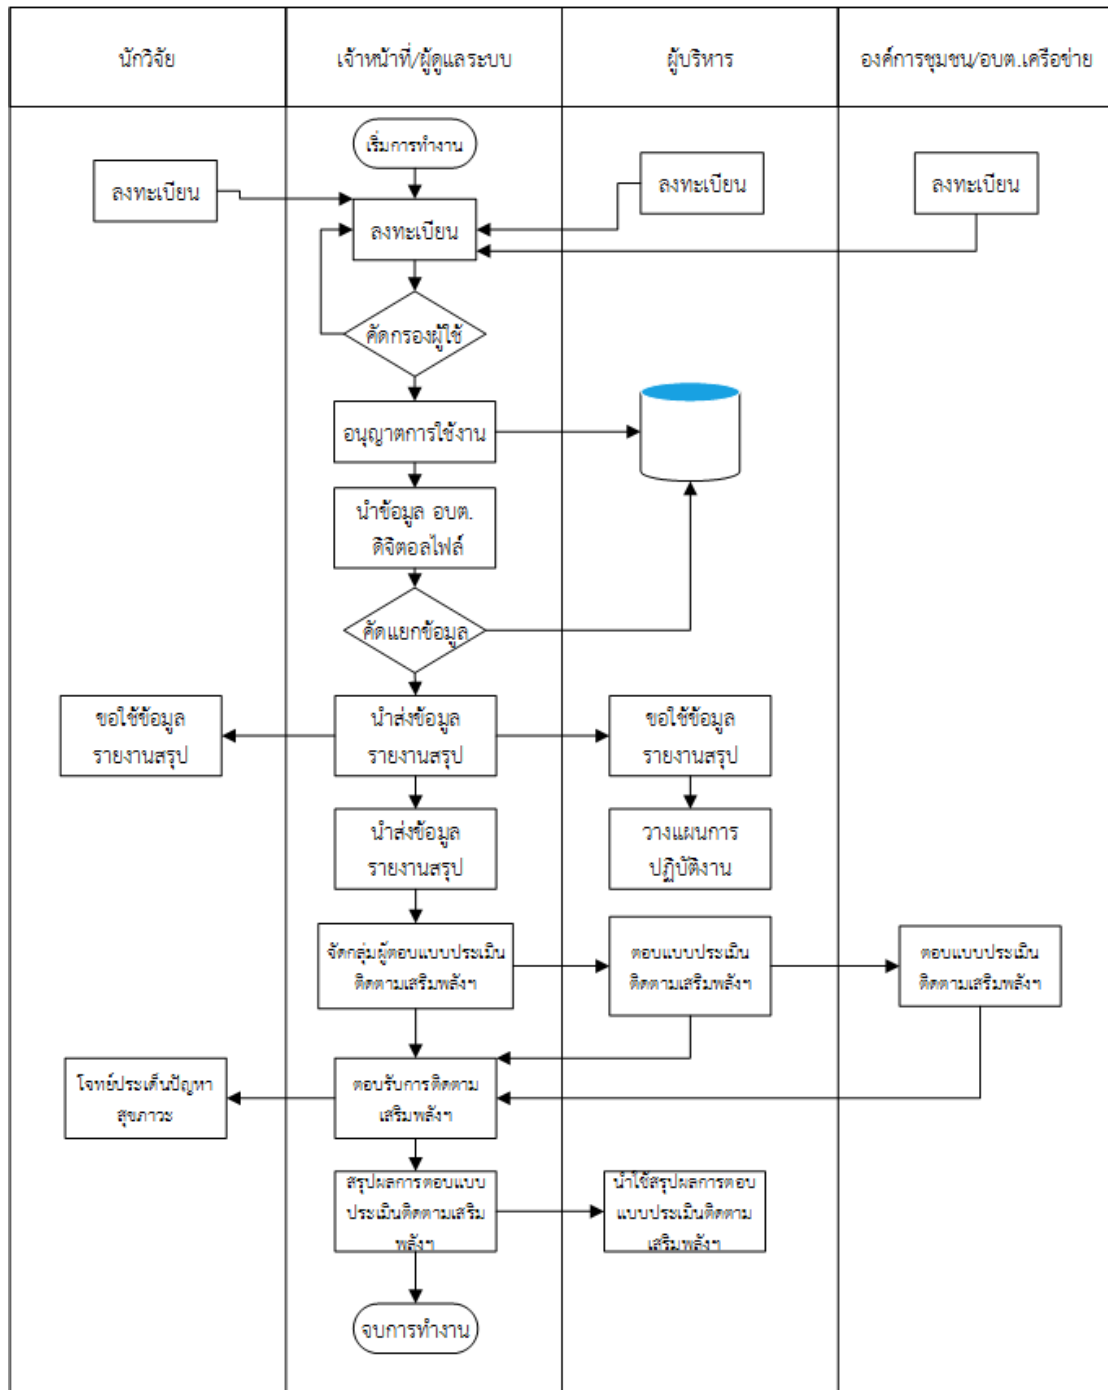 นักวิจัย
เจ้าหน้าที่/ผู้ดูแลระบบ
ผู้บริหาร
องค์การชุมชน/อบต.เครือข่าย
เริ่มการทำงาน
ลงทะเบียน
ลงทะเบียน
ลงทะเบียน
ลงทะเบียน
คัดกรองผู้ใช้
อนุญาตการใช้งาน
นำข้อมูล อบต.
ดิจิตอลไฟล์
คัดแยกข้อมูล
ขอใช้ข้อมูล
รายงานสรุป
นำส่งข้อมูล
รายงานสรุป
ขอใช้ข้อมูล
รายงานสรุป
นำส่งข้อมูล
รายงานสรุป
วางแผนการ
ปฏิบัติงาน
จัดกลุ่มผู้ตอบแบบประเมิน
ติดตามเสริมพลังฯ
ตอบแบบประเมิน
ติดตามเสริมพลังฯ
ตอบแบบประเมิน
ติดตามเสริมพลังฯ
โจทย์ประเด็นปัญหา
สุขภาวะ
ตอบรับการติดตาม
เสริมพลังฯ
สรุปผลการตอบแบบ
ประเมินติดตามเสริม
พลังฯ
นำใช้สรุปผลการตอบ
แบบประเมินติดตาม
เสริมพลังฯ
จบการทำงาน